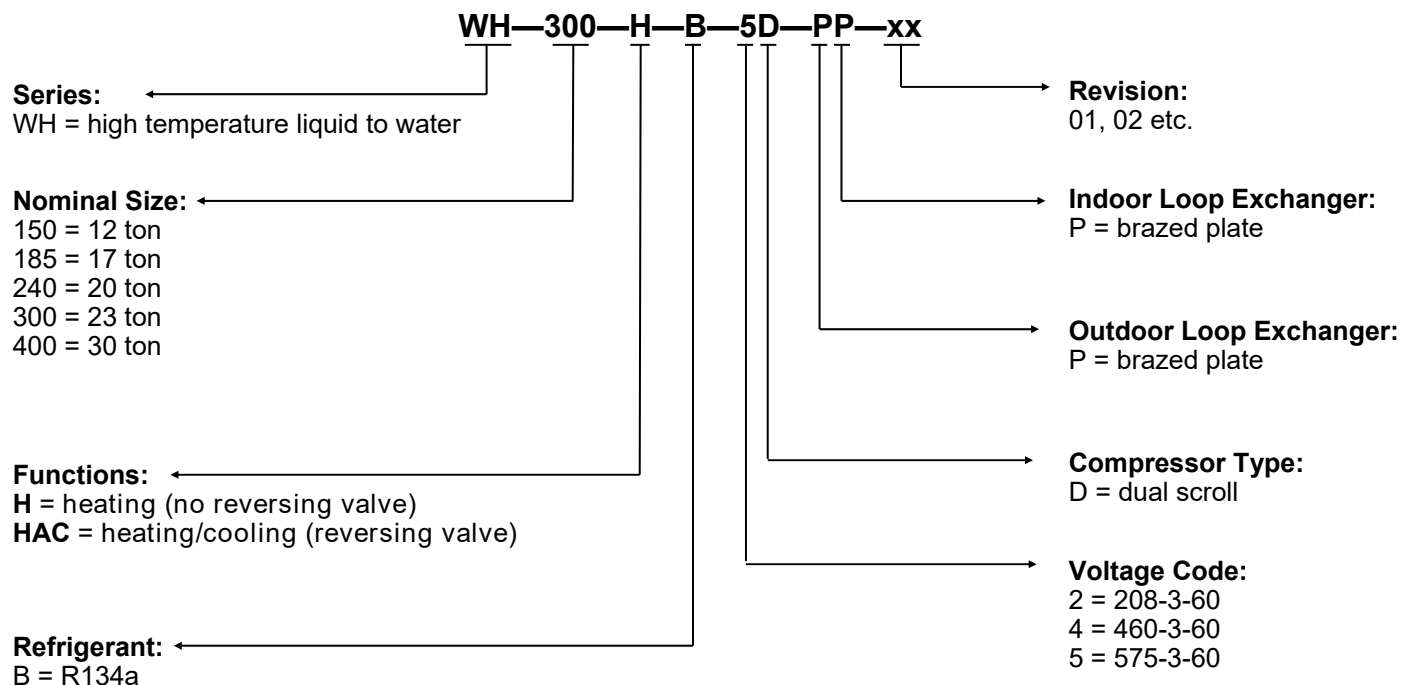 WH—300—H—B—5D—PP—xx
Series:
WH = high temperature liquid to water
Nominal Size:
150 = 12 ton
185 = 17 ton
240 = 20 ton
300 = 23 ton
400 = 30 ton
Functions:
H = heating (no reversing valve)
HAC = heating/cooling (reversing valve)
Refrigerant:
B = R134a
Revision:
01, 02 etc.
Indoor Loop Exchanger:
P = brazed plate
Outdoor Loop Exchanger:
P = brazed plate
Compressor Type:
D = dual scroll
Voltage Code:
2 = 208-3-60
4 = 460-3-60
5 = 575-3-60